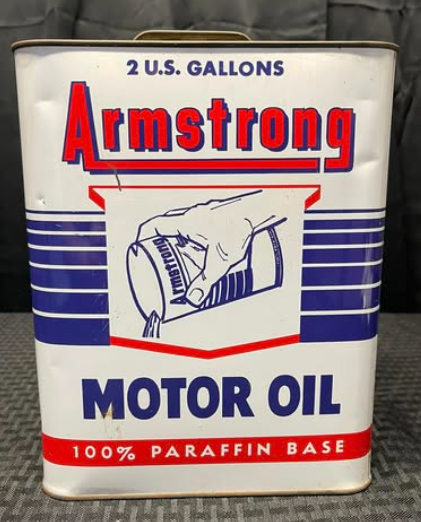 2 U.S. GALLONS
Armstrong
Armstrong
MOTOR OIL
100% PARAFFIN BASE